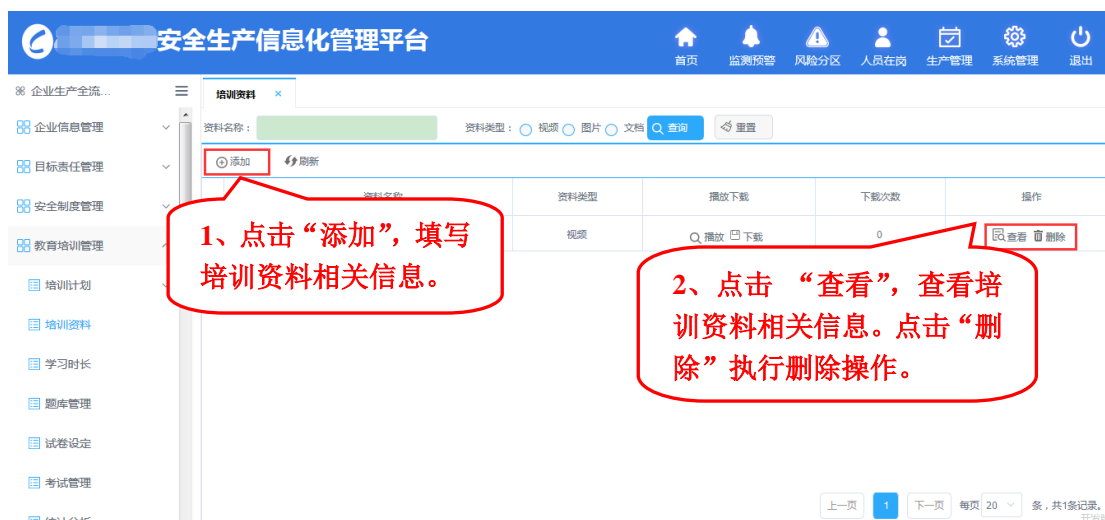 安全生产信息化管理平台
首页 监测预警 风险分区 人员在岗 生产管理 系统管理 退出
企业生产全流...
培训资料 ×
企业信息管理
资料名称： 资料类型： 视频 图片 文档 查询 重置
目标责任管理
添加 刷新
安全制度管理
资料名称 资料类型 播放下载 下载次数 操作
教育培训管理
视频 播放 下载 0 查看 删除
1、点击“添加”，填写
培训资料相关信息。
2、点击 “查看”，查看培
训资料相关信息。点击“删
除”执行删除操作。
培训计划
培训资料
学习时长
题库管理
试卷设定
考试管理
上一页 1 下一页 每页 20 条，共1条记录。